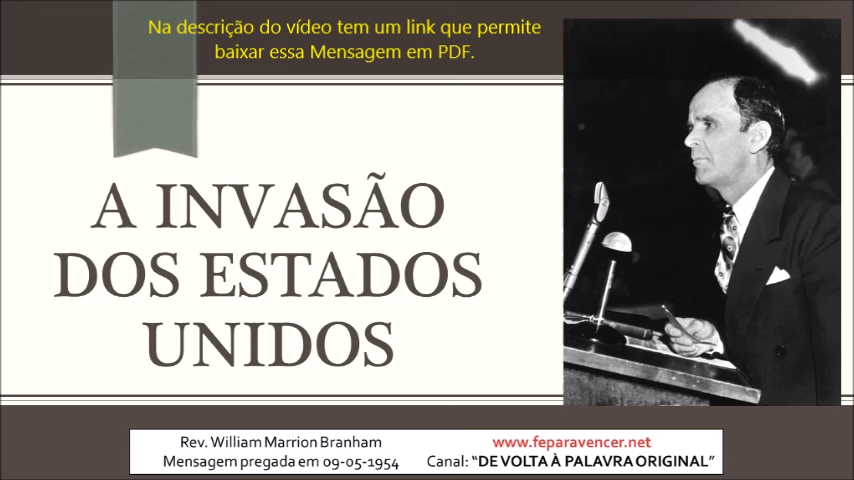 Na descrição do vídeo tem um link que permite
baixar essa Mensagem em PDF.
A INVASÃO
DOS ESTADOS
UNIDOS
Rev. William Marrion Branham
Mensagem pregada em 09-05-1954
www.feparavencer.net
Canal: “DE VOLTA À PALAVRA ORIGINAL”